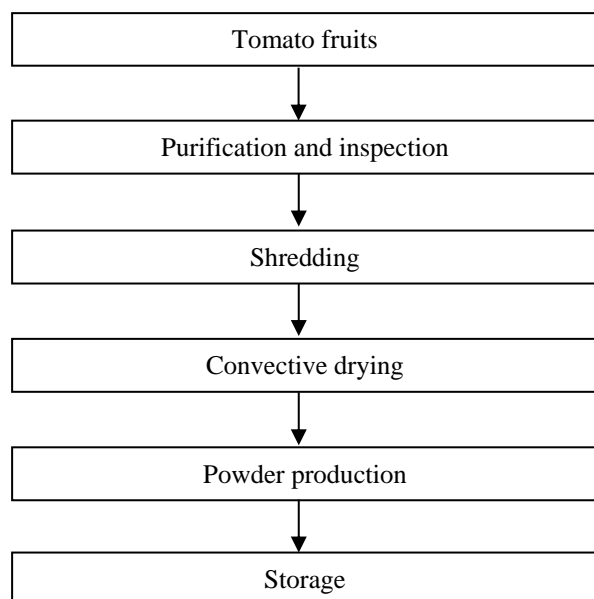 Tomato fruits
Purification and inspection
Shredding
Convective drying
Powder production
Storage